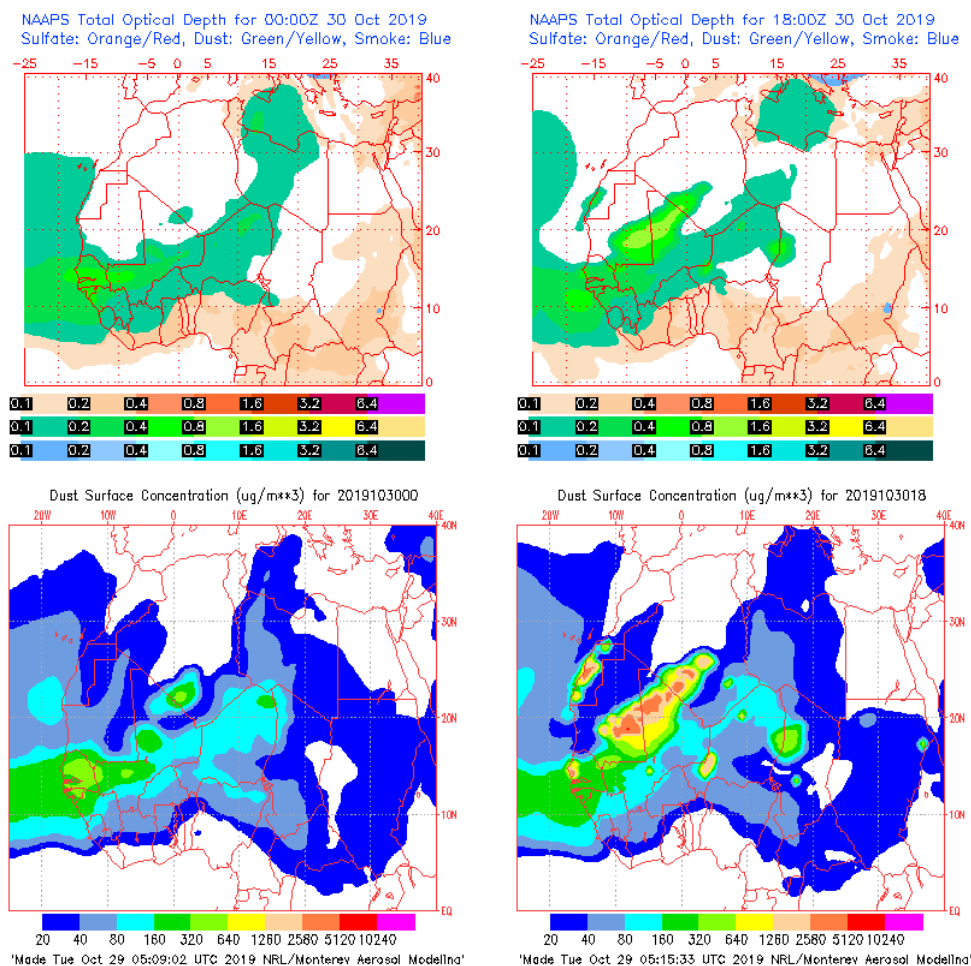 NAAPS Total Optical Depth for 00:00Z 30 Oct 2019
Sulfate: Orange/Red, Dust: Green/Yellow, Smoke: Blue
-25 -15 -5 0 5 15 25 40
40
30
20
10
0
0.1 0.2 0.4 0.8 1.6 3.2 6.4
0.1 0.2 0.4 0.8 1.6 3.2 6.4
0.1 0.2 0.4 0.8 1.6 3.2 6.4
NAAPS Total Optical Depth for 18:00Z 30 Oct 2019
Sulfate: Orange/Red, Dust: Green/Yellow, Smoke: Blue
-25 -15 -5 0 5 15 25 40
40
30
20
10
0
0.1 0.2 0.4 0.8 1.6 3.2 6.4
0.1 0.2 0.4 0.8 1.6 3.2 6.4
0.1 0.2 0.4 0.8 1.6 3.2 6.4
Dust Surface Concentration (ug/m**3) for 2019103000
20W 10W 0 10E 20E 30E 40E
40N
30N
20N
10N
EQ
20 40 80 160 320 640 1260 2580 5120 10240
'Made Tue Oct 29 05:09:02 UTC 2019 NRL/Monterey Aerosol Modeling'
Dust Surface Concentration (ug/m**3) for 2019103018
20W 10W 0 10E 20E 30E 40E
40N
30N
20N
10N
EQ
20 40 80 160 320 640 1260 2580 5120 10240
'Made Tue Oct 29 05:15:33 UTC 2019 NRL/Monterey Aerosol Modeling'